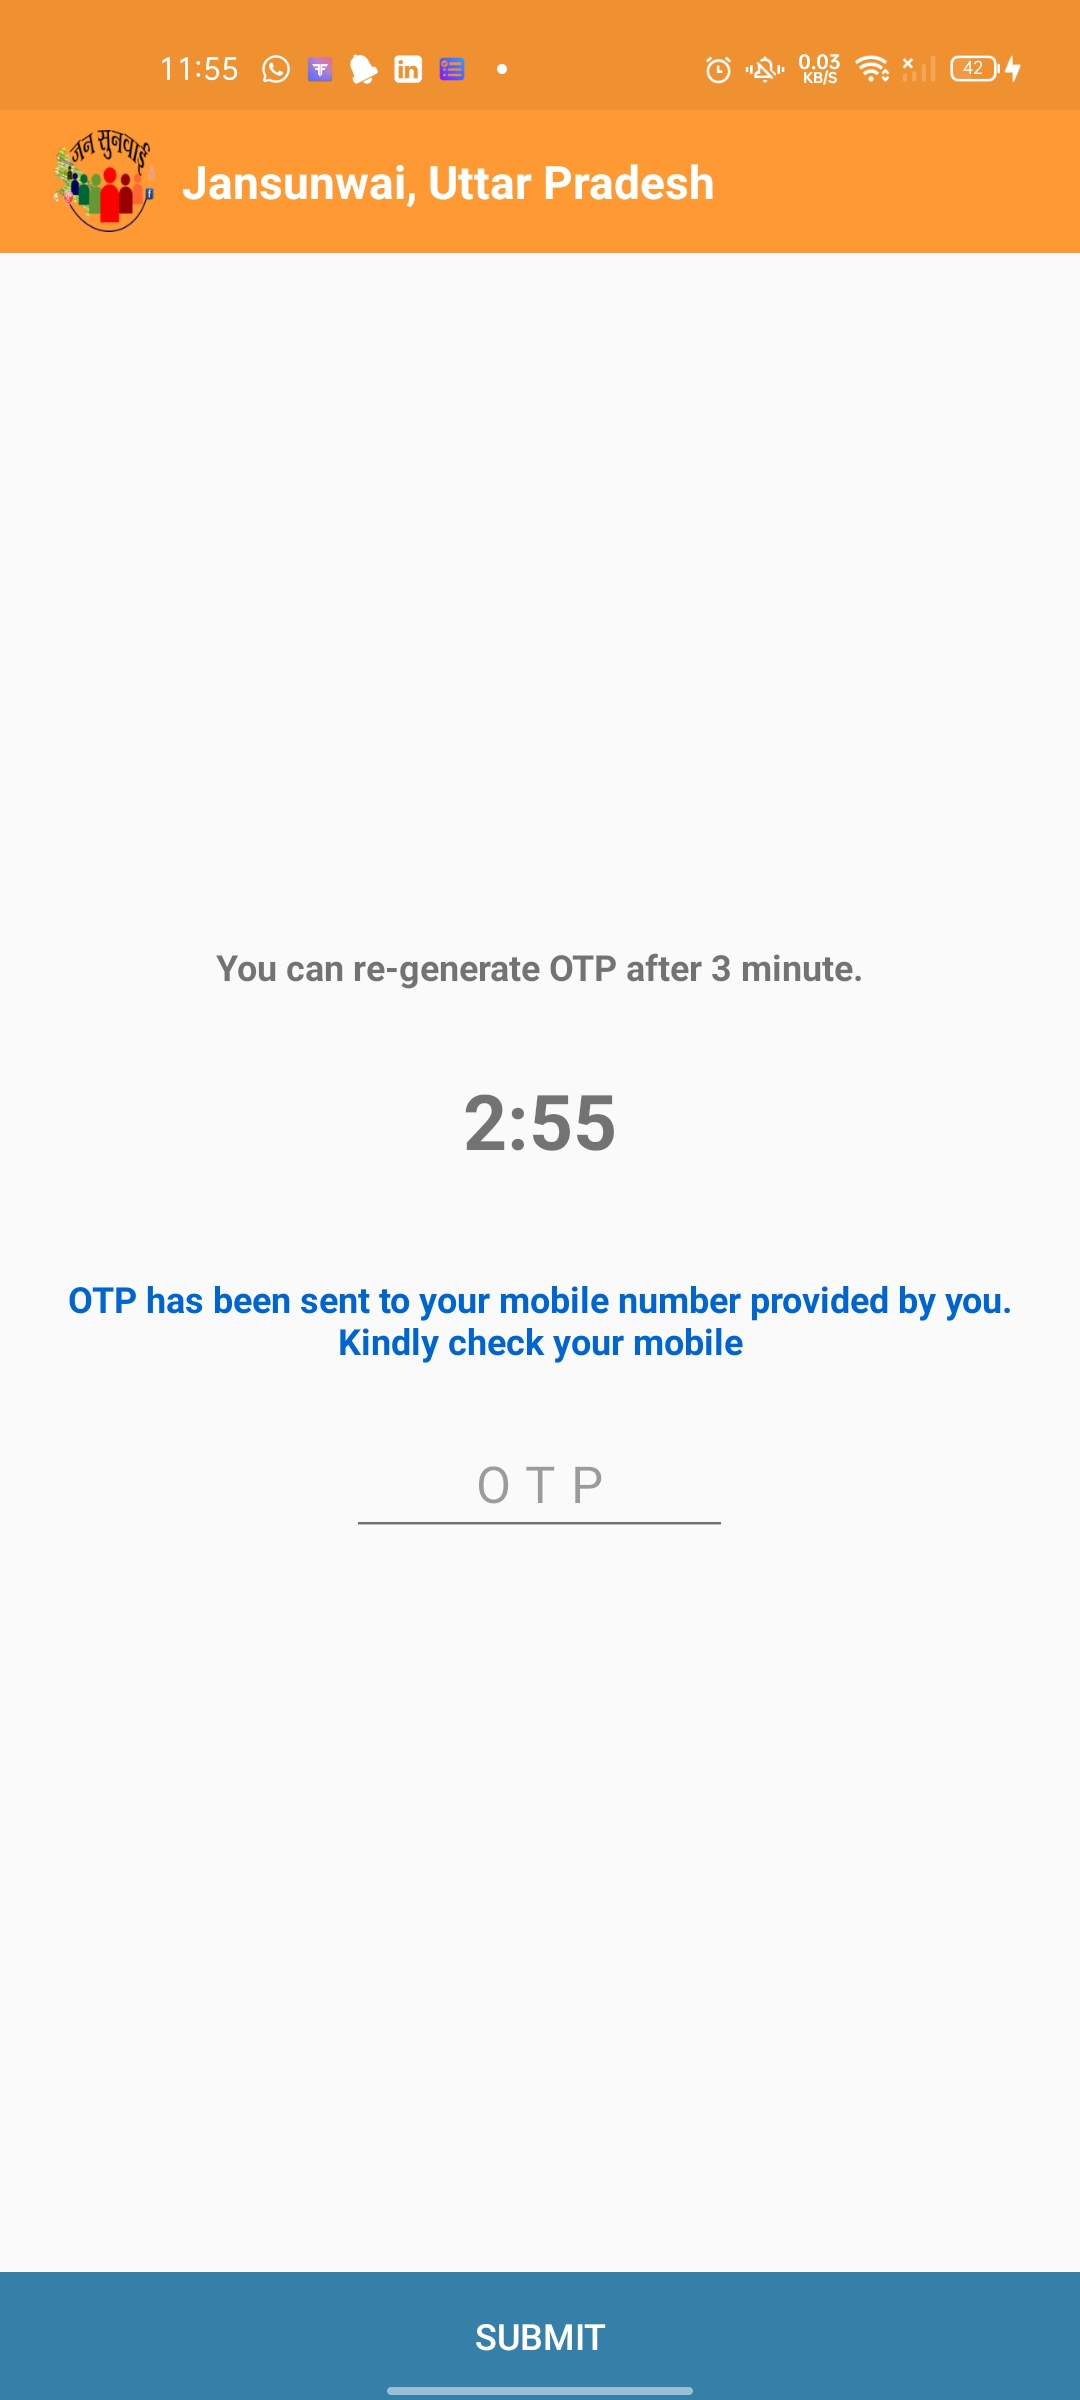 11:55
0.03
KB/S
42
जन सुनवाई
Jansunwai, Uttar Pradesh
You can re-generate OTP after 3 minute.
2:55
OTP has been sent to your mobile number provided by you.
Kindly check your mobile
OTP
SUBMIT